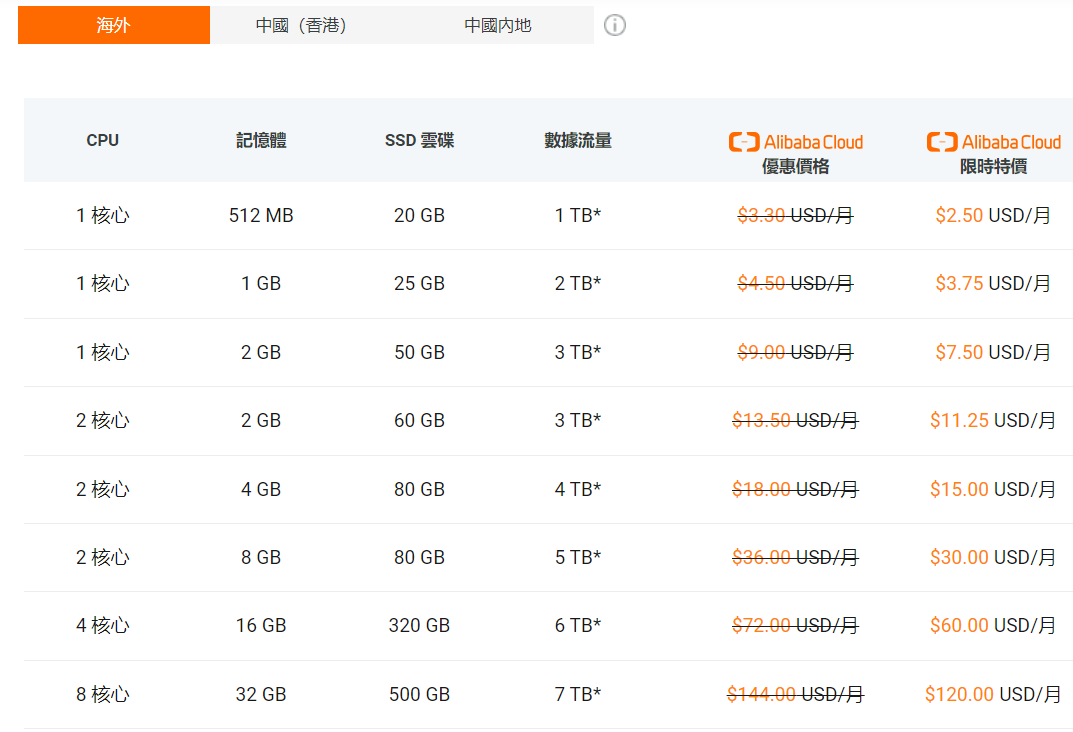 海外 中國（香港） 中國內地
CPU 記憶體 SSD 雲碟 數據流量 Alibaba Cloud 優惠價格 Alibaba Cloud 限時特價
1 核心 512 MB 20 GB 1 TB* $3.30 USD/月 $2.50 USD/月
1 核心 1 GB 25 GB 2 TB* $4.50 USD/月 $3.75 USD/月
1 核心 2 GB 50 GB 3 TB* $9.00 USD/月 $7.50 USD/月
2 核心 2 GB 60 GB 3 TB* $13.50 USD/月 $11.25 USD/月
2 核心 4 GB 80 GB 4 TB* $18.00 USD/月 $15.00 USD/月
2 核心 8 GB 80 GB 5 TB* $36.00 USD/月 $30.00 USD/月
4 核心 16 GB 320 GB 6 TB* $72.00 USD/月 $60.00 USD/月
8 核心 32 GB 500 GB 7 TB* $144.00 USD/月 $120.00 USD/月